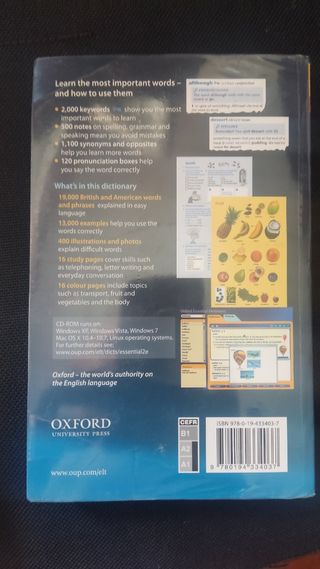 Learn the most important words –
and how to use them
2,000 keywords show you the most
important words to learn
500 notes on spelling, grammar and
speaking mean you avoid mistakes
1,100 synonyms and opposites
help you learn more words
120 pronunciation boxes help
you say the word correctly
What's in this dictionary
19,000 British and American words
and phrases explained in easy
language
13,000 examples help you use the
words correctly
400 illustrations and photos
explain difficult words
16 study pages cover skills such
as telephoning, letter writing and
everyday conversation
16 colour pages include topics
such as transport, fruit and
vegetables and the body
CD-ROM runs on:
Windows XP, Windows Vista, Windows 7
Mac OS X 10.4–10.7, Linux operating systems.
For further details see:
www.oup.com/elt/dicts/essential2e
Oxford – the world's authority on
the English language
OXFORD
UNIVERSITY PRESS
www.oup.com/elt
although
dessert
CEFR
B1
A2
A1
ISBN 978-0-19-433403-7
9 780194 334037